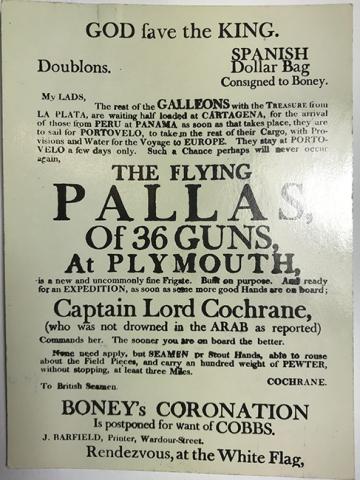 GOD ſave the KING.
Doublons.
SPANISH
Dollar Bag
Consigned to Boney.
My LADS,
The rest of the GALLEONS with the TREASURE from
LA PLATA, are waiting half loaded at CARTAGENA, for the arrival
of those from PERU at PANAMA as soon as that takes place, they are
to sail for PORTOVELO, to take in the rest of their Cargo, with Pro-
visions and Water for the Voyage to EUROPE. They stay at PORTO-
VELO a few days only. Such a Chance perhaps will never occur
again,
THE FLYING
PALLAS,
Of 36 GUNS,
At PLYMOUTH,
is a new and uncommonly fine Frigate. Built on purpose. And ready
for an EXPEDITION, as soon as some more good Hands are on board;
Captain Lord Cochrane,
(who was not drowned in the ARAB as reported)
Commands her. The sooner you are on board the better.
None need apply, but SEAMEN or Stout Hands, able to rouse
about the Field Pieces, and carry an hundred weight of PEWTER,
without stopping, at least three Miles.
COCHRANE.
To British Seamen.
BONEY's CORONATION
Is postponed for want of COBBS.
J. BARFIELD, Printer, Wardour-Street.
Rendezvous, at the White Flag,